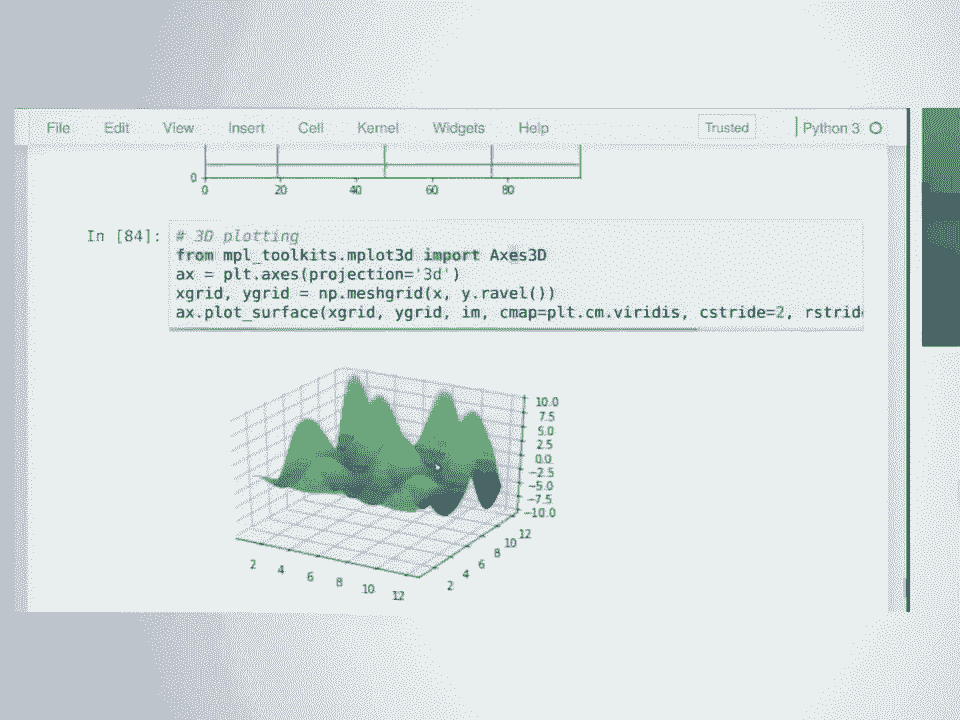 File Edit View Insert Cell Kernel Widgets Help Trusted Python 3
0
0 20 40 60 80
In [84]:
# 3D plotting
from mpl_toolkits.mplot3d import Axes3D
ax = plt.axes(projection='3d')
xgrid, ygrid = np.meshgrid(x, y.ravel())
ax.plot_surface(xgrid, ygrid, im, cmap=plt.cm.viridis, cstride=2, rstrid
10.0
7.5
5.0
2.5
0.0
−2.5
−5.0
−7.5
−10.0
2 4 6 8 10 12
2 4 6 8 10 12